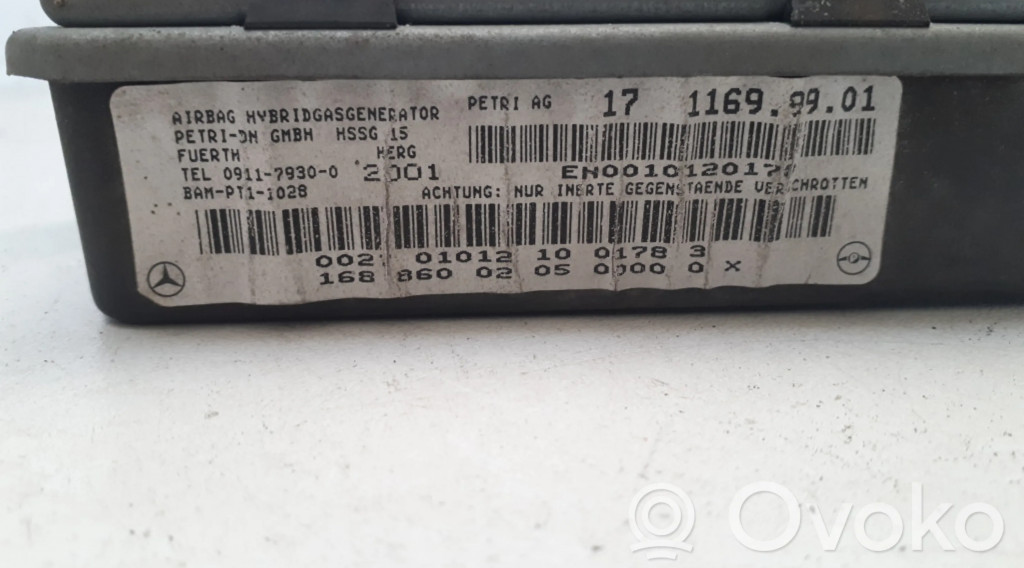 AIRBAG HYBRIDGASGENERATOR
PETRI-DN GMBH HSSG 15
FUERTH HERG
TEL 0911-7930-0 2001
BAM-PT1-1028
PETRI AG 17 1169.99.01
ACHTUNG: NUR INERTE GEGENSTAENDE VERSCHROTTEN
01012 10 0178 3
168 860 02 05 0000 0 X
Ovoko